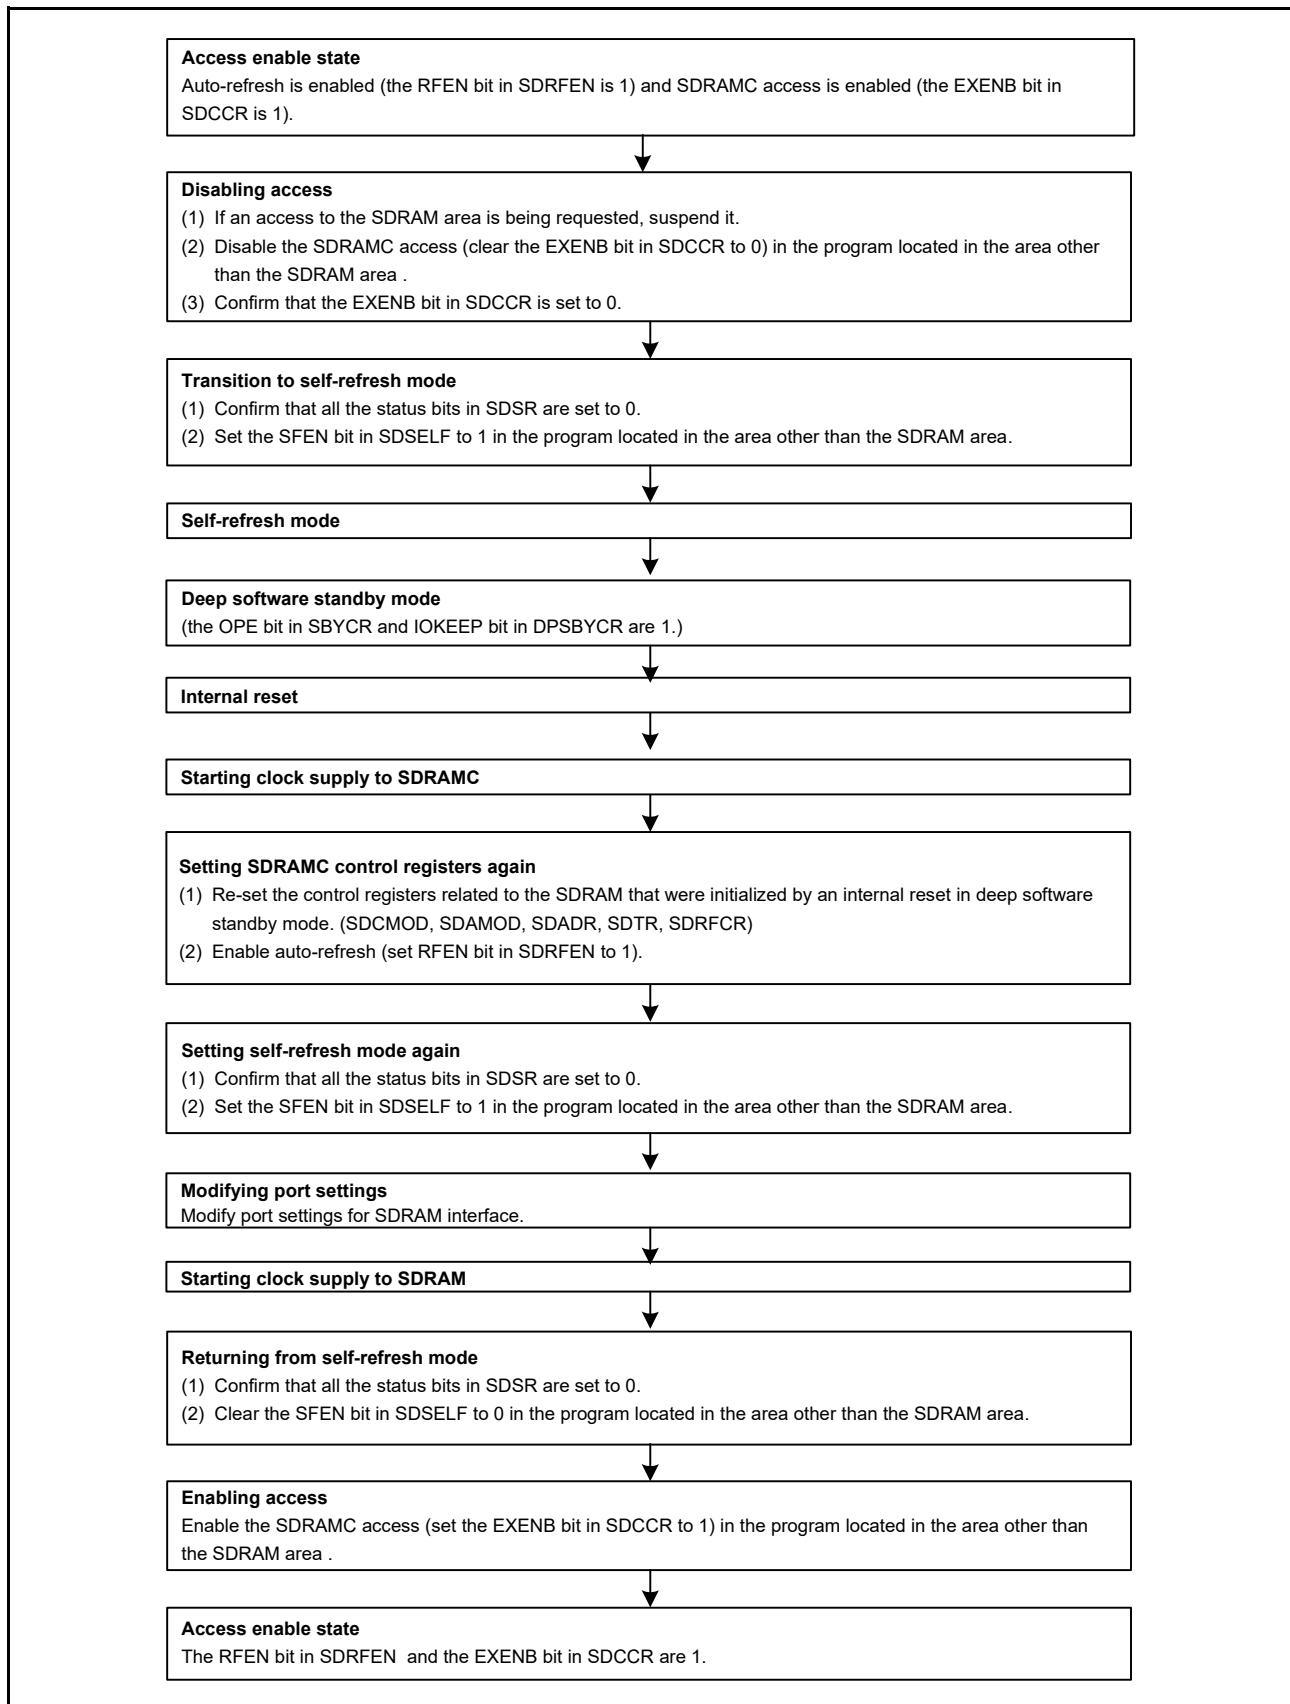 Access enable state
Auto-refresh is enabled (the RFEN bit in SDRFEN is 1) and SDRAMC access is enabled (the EXENB bit in
SDCCR is 1).
Disabling access
(1) If an access to the SDRAM area is being requested, suspend it.
(2) Disable the SDRAMC access (clear the EXENB bit in SDCCR to 0) in the program located in the area other
than the SDRAM area .
(3) Confirm that the EXENB bit in SDCCR is set to 0.
Transition to self-refresh mode
(1) Confirm that all the status bits in SDSR are set to 0.
(2) Set the SFEN bit in SDSELF to 1 in the program located in the area other than the SDRAM area.
Self-refresh mode
Deep software standby mode
(the OPE bit in SBYCR and IOKEEP bit in DPSBYCR are 1.)
Internal reset
Starting clock supply to SDRAMC
Setting SDRAMC control registers again
(1) Re-set the control registers related to the SDRAM that were initialized by an internal reset in deep software
standby mode. (SDCMOD, SDAMOD, SDADR, SDTR, SDRFCR)
(2) Enable auto-refresh (set RFEN bit in SDRFEN to 1).
Setting self-refresh mode again
(1) Confirm that all the status bits in SDSR are set to 0.
(2) Set the SFEN bit in SDSELF to 1 in the program located in the area other than the SDRAM area.
Modifying port settings
Modify port settings for SDRAM interface.
Starting clock supply to SDRAM
Returning from self-refresh mode
(1) Confirm that all the status bits in SDSR are set to 0.
(2) Clear the SFEN bit in SDSELF to 0 in the program located in the area other than the SDRAM area.
Enabling access
Enable the SDRAMC access (set the EXENB bit in SDCCR to 1) in the program located in the area other than
the SDRAM area .
Access enable state
The RFEN bit in SDRFEN and the EXENB bit in SDCCR are 1.